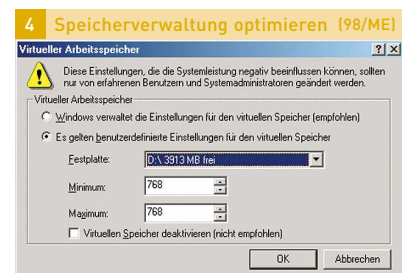 4 Speicherverwaltung optimieren (98/ME)
Virtueller Arbeitsspeicher
Diese Einstellungen, die die Systemleistung negativ beeinflussen können, sollten
nur von erfahrenen Benutzern und Systemadministratoren geändert werden.
Virtueller Arbeitsspeicher
Windows verwaltet die Einstellungen für den virtuellen Speicher (empfohlen)
Es gelten benutzerdefinierte Einstellungen für den virtuellen Speicher
Festplatte: D:\ 3913 MB frei
Minimum: 768
Maximum: 768
Virtuellen Speicher deaktivieren (nicht empfohlen)
OK Abbrechen